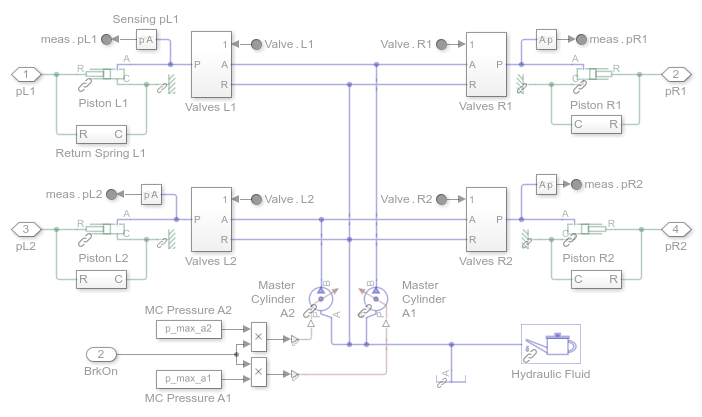 Sensing pL1
meas.pL1
pA
1
Valve.L1
Valve.R1
1
Ap
meas.pR1
A
P
A
A
P
A
1
R
C
R
R
C
R
2
pL1
Piston L1
Valves L1
Valves R1
Piston R1
pR1
R
C
C
R
Return Spring L1
meas.pL2
pA
1
Valve.L2
Valve.R2
1
Ap
meas.pR2
A
P
A
A
P
A
3
R
C
R
R
C
R
4
pL2
Piston L2
Valves L2
Valves R2
Piston R2
pR2
R
C
C
R
Master
Cylinder
A2
B
B
Master
Cylinder
A1
P
A
A
P
MC Pressure A2
p_max_a2
×
2
BrkOn
p_max_a1
×
MC Pressure A1
A
Hydraulic Fluid